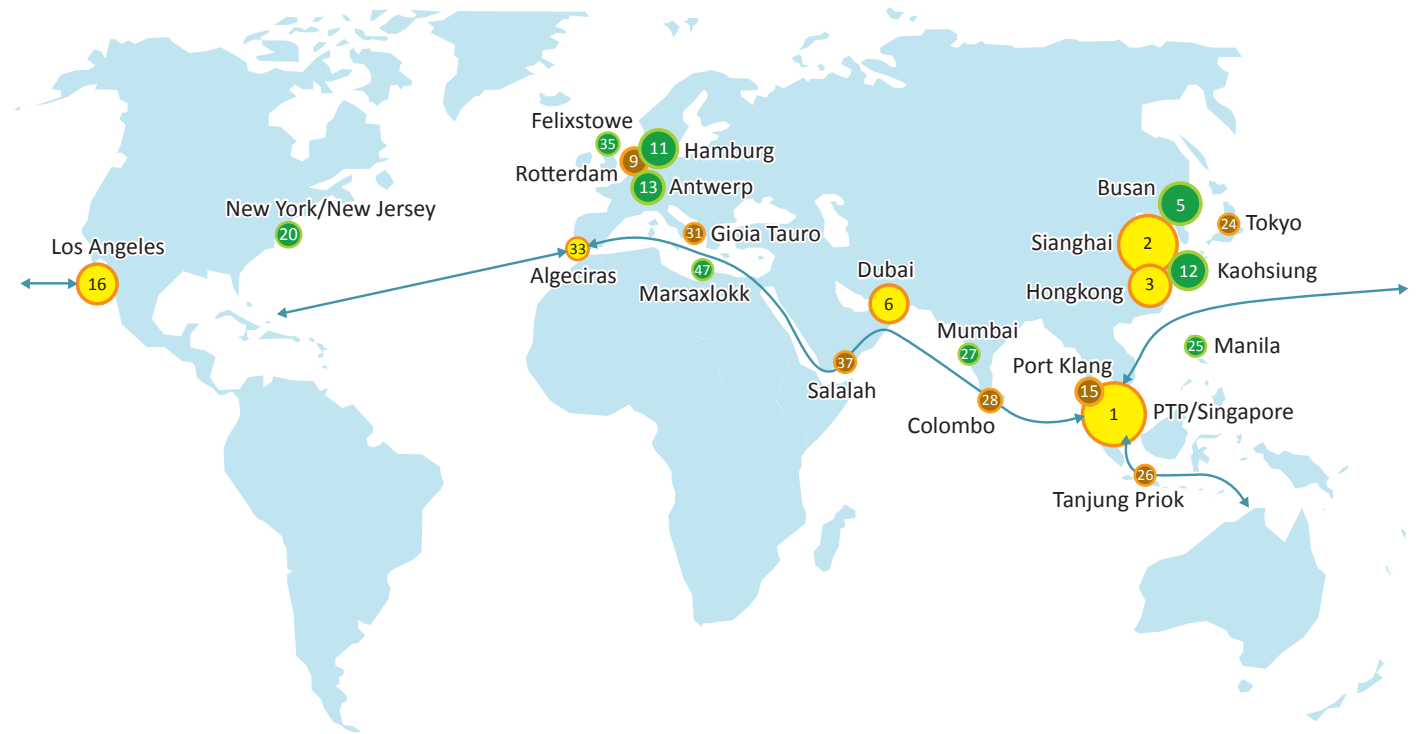 Felixstowe
35
11
Hamburg
9
Rotterdam
13
Antwerp
Busan
5
New York/New Jersey
20
Los Angeles
16
31
Gioia Tauro
24
Tokyo
Sianghai
2
33
Algeciras
47
Marsaxlokk
Dubai
6
12
Kaohsiung
Hongkong
3
Mumbai
27
25
Manila
Port Klang
15
37
Salalah
28
Colombo
1
PTP/Singapore
26
Tanjung Priok